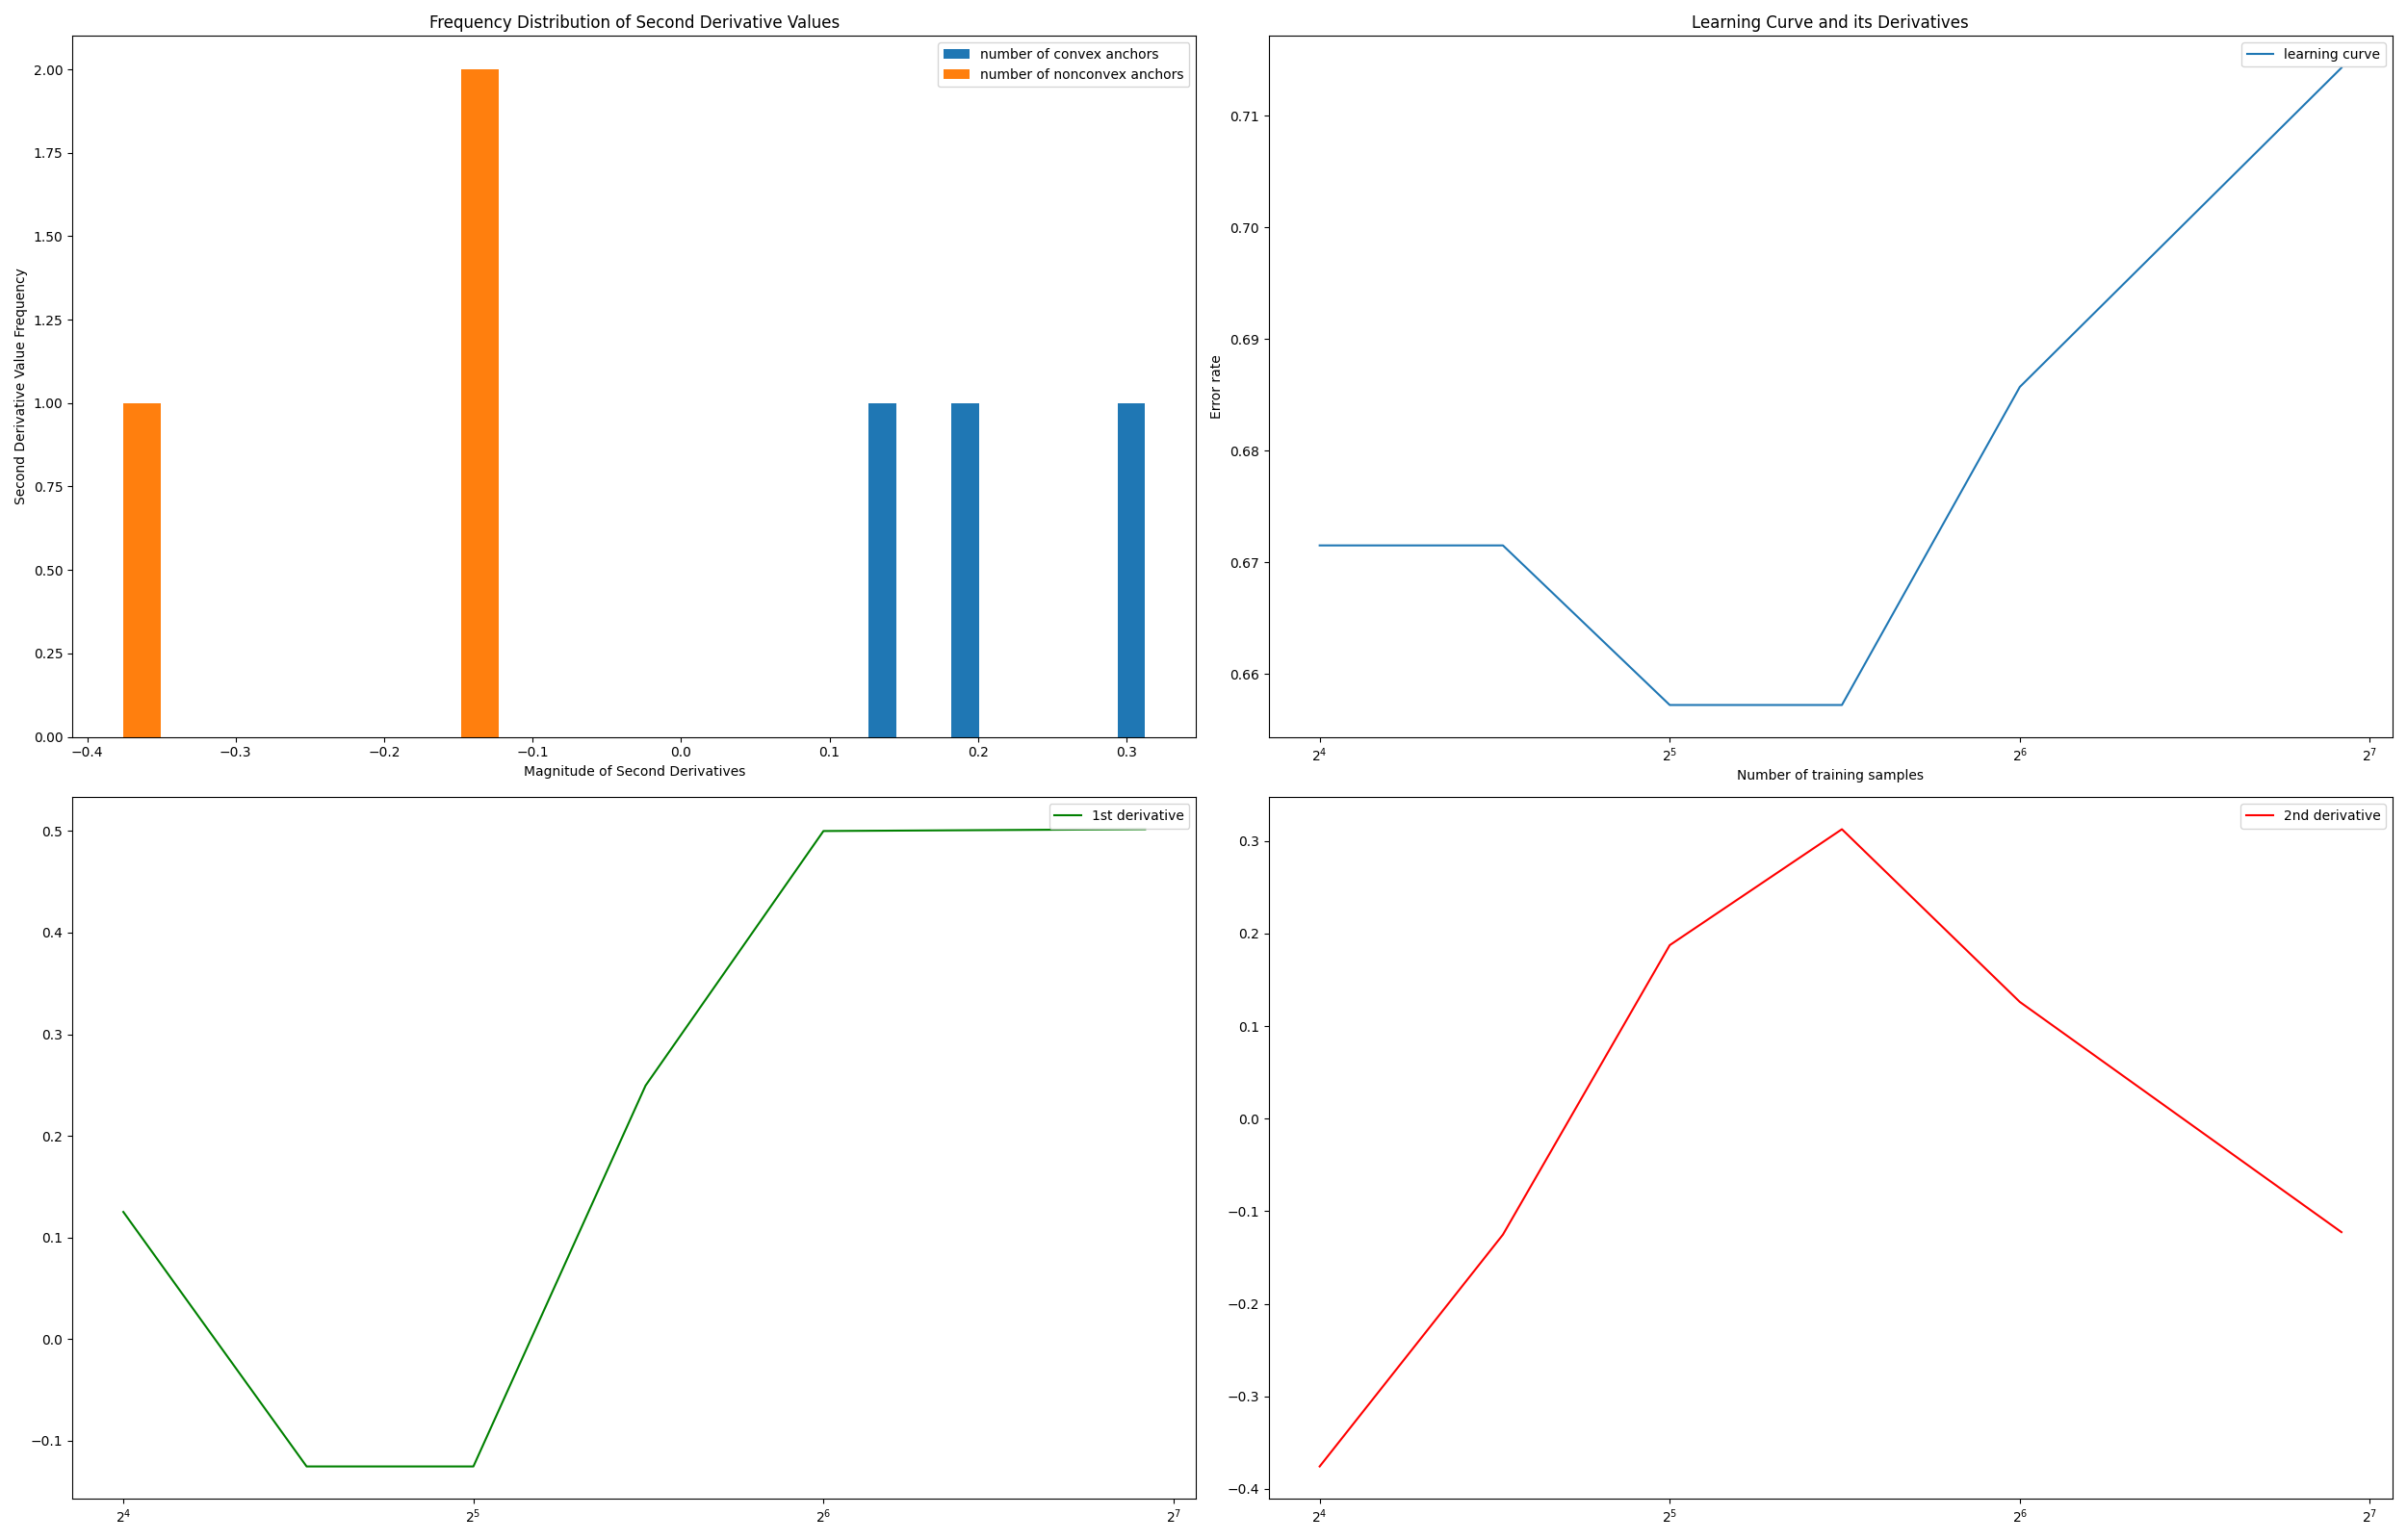 Frequency Distribution of Second Derivative Values
number of convex anchors
number of nonconvex anchors
Second Derivative Value Frequency
2.00
1.75
1.50
1.25
1.00
0.75
0.50
0.25
0.00
−0.4 −0.3 −0.2 −0.1 0.0 0.1 0.2 0.3
Magnitude of Second Derivatives
Learning Curve and its Derivatives
learning curve
Error rate
0.71
0.70
0.69
0.68
0.67
0.66
2⁴ 2⁵ 2⁶ 2⁷
Number of training samples
1st derivative
0.5
0.4
0.3
0.2
0.1
0.0
−0.1
2⁴ 2⁵ 2⁶ 2⁷
2nd derivative
0.3
0.2
0.1
0.0
−0.1
−0.2
−0.3
−0.4
2⁴ 2⁵ 2⁶ 2⁷